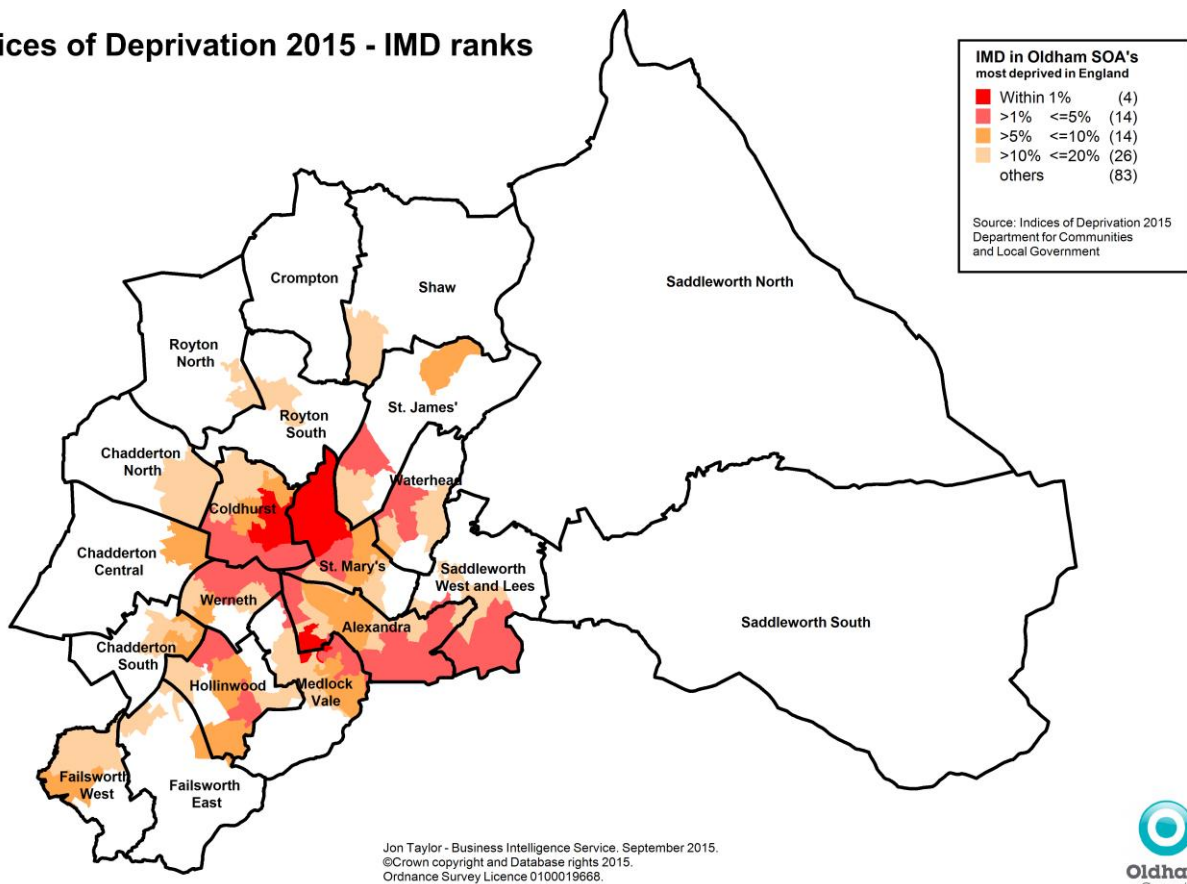 ices of Deprivation 2015 - IMD ranks
IMD in Oldham SOA's
most deprived in England
Within 1% (4)
>1% <=5% (14)
>5% <=10% (14)
>10% <=20% (26)
others (83)
Source: Indices of Deprivation 2015
Department for Communities
and Local Government
Crompton
Shaw
Saddleworth North
Royton
North
Royton
South
St. James'
Chadderton
North
Waterhead
Coldhurst
Chadderton
Central
St. Mary's
Saddleworth
West and Lees
Werneth
Alexandra
Saddleworth South
Chadderton
South
Hollinwood
Medlock
Vale
Failsworth
West
Failsworth
East
Jon Taylor - Business Intelligence Service. September 2015.
©Crown copyright and Database rights 2015.
Ordnance Survey Licence 0100019668.
Oldha